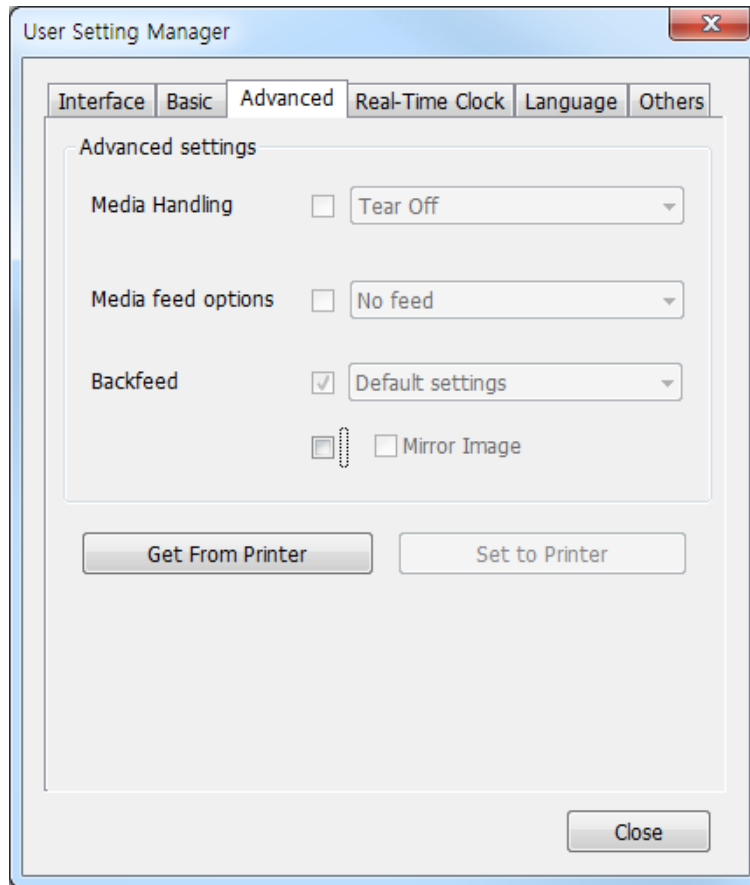 User Setting Manager
Interface Basic Advanced Real-Time Clock Language Others
Advanced settings
Media Handling Tear Off
Media feed options No feed
Backfeed Default settings
Mirror Image
Get From Printer Set to Printer
Close